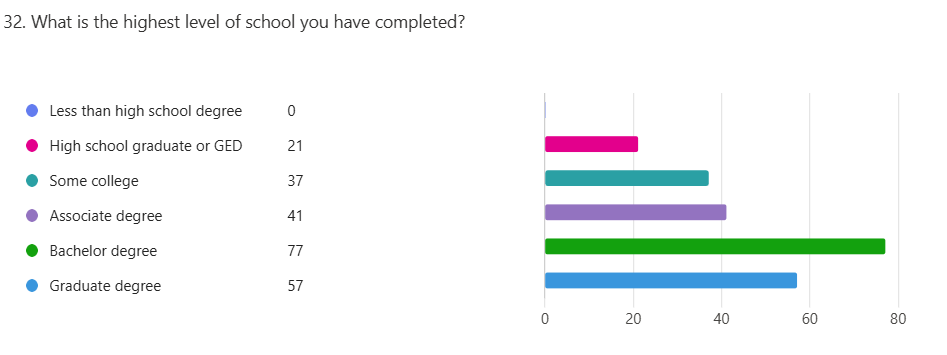 32. What is the highest level of school you have completed?
Less than high school degree 0
High school graduate or GED 21
Some college 37
Associate degree 41
Bachelor degree 77
Graduate degree 57
0 20 40 60 80